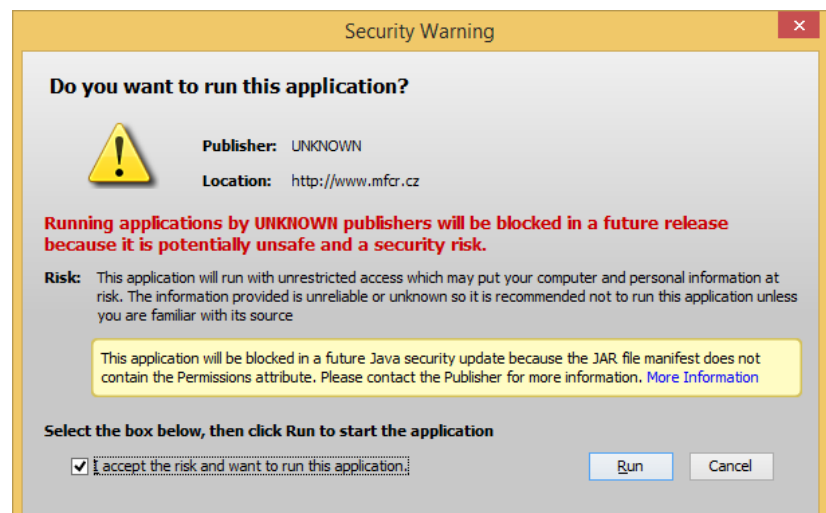 Security Warning
Do you want to run this application?
Publisher: UNKNOWN
Location: http://www.mfcr.cz
Running applications by UNKNOWN publishers will be blocked in a future release
because it is potentially unsafe and a security risk.
Risk: This application will run with unrestricted access which may put your computer and personal information at
risk. The information provided is unreliable or unknown so it is recommended not to run this application unless
you are familiar with its source
This application will be blocked in a future Java security update because the JAR file manifest does not
contain the Permissions attribute. Please contact the Publisher for more information. More Information
Select the box below, then click Run to start the application
I accept the risk and want to run this application.
Run Cancel